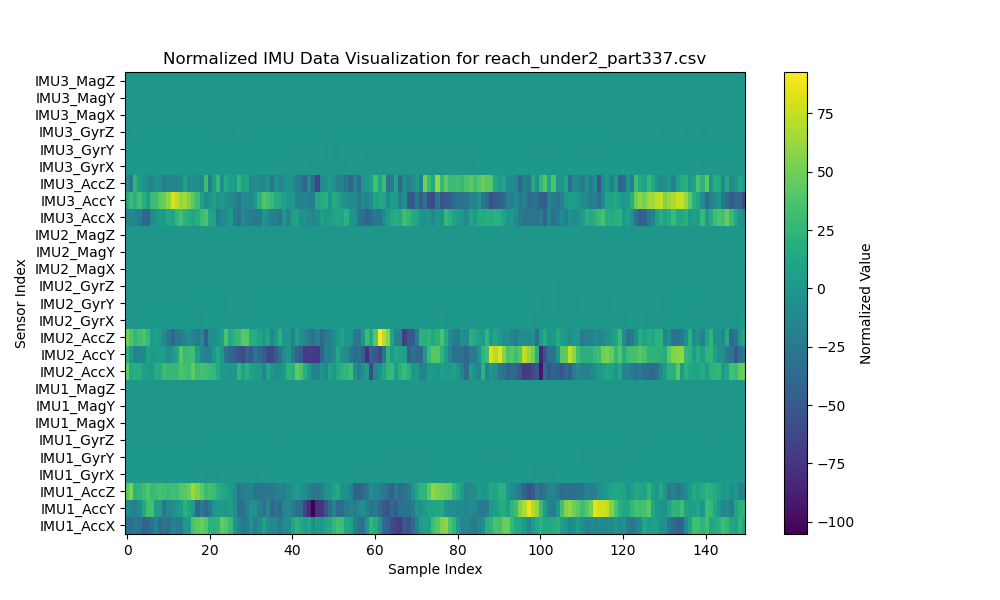 Normalized IMU Data Visualization for reach_under2_part337.csv
IMU3_MagZ
IMU3_MagY
IMU3_MagX
IMU3_GyrZ
IMU3_GyrY
IMU3_GyrX
IMU3_AccZ
IMU3_AccY
IMU3_AccX
IMU2_MagZ
IMU2_MagY
IMU2_MagX
IMU2_GyrZ
IMU2_GyrY
IMU2_GyrX
IMU2_AccZ
IMU2_AccY
IMU2_AccX
IMU1_MagZ
IMU1_MagY
IMU1_MagX
IMU1_GyrZ
IMU1_GyrY
IMU1_GyrX
IMU1_AccZ
IMU1_AccY
IMU1_AccX
Sensor Index
0 20 40 60 80 100 120 140
Sample Index
75
50
25
0
−25
−50
−75
−100
Normalized Value